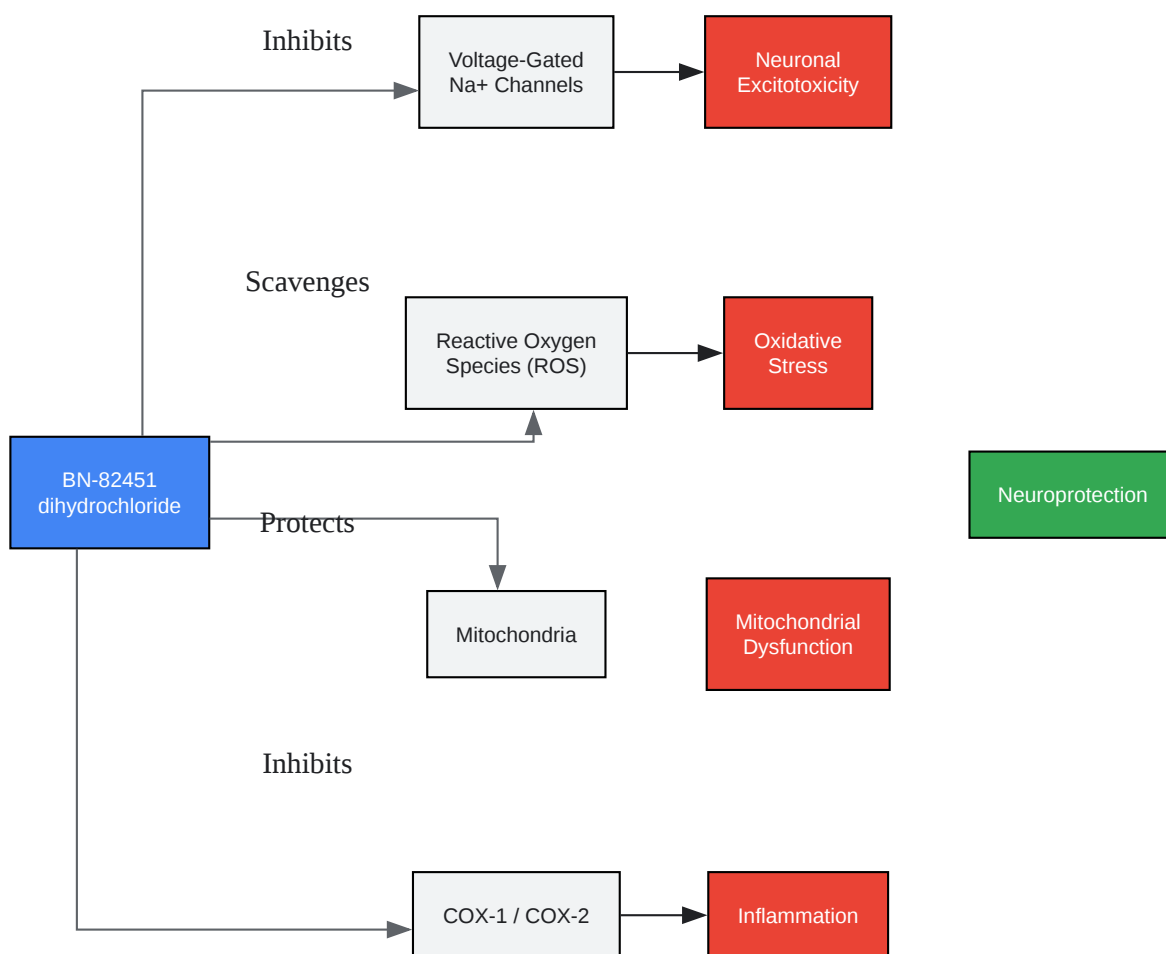 Inhibits
Voltage-Gated
Na+ Channels
Neuronal
Excitotoxicity
Scavenges
Reactive Oxygen
Species (ROS)
Oxidative
Stress
BN-82451
dihydrochloride
Protects
Neuroprotection
Mitochondria
Mitochondrial
Dysfunction
Inhibits
COX-1 / COX-2
Inflammation